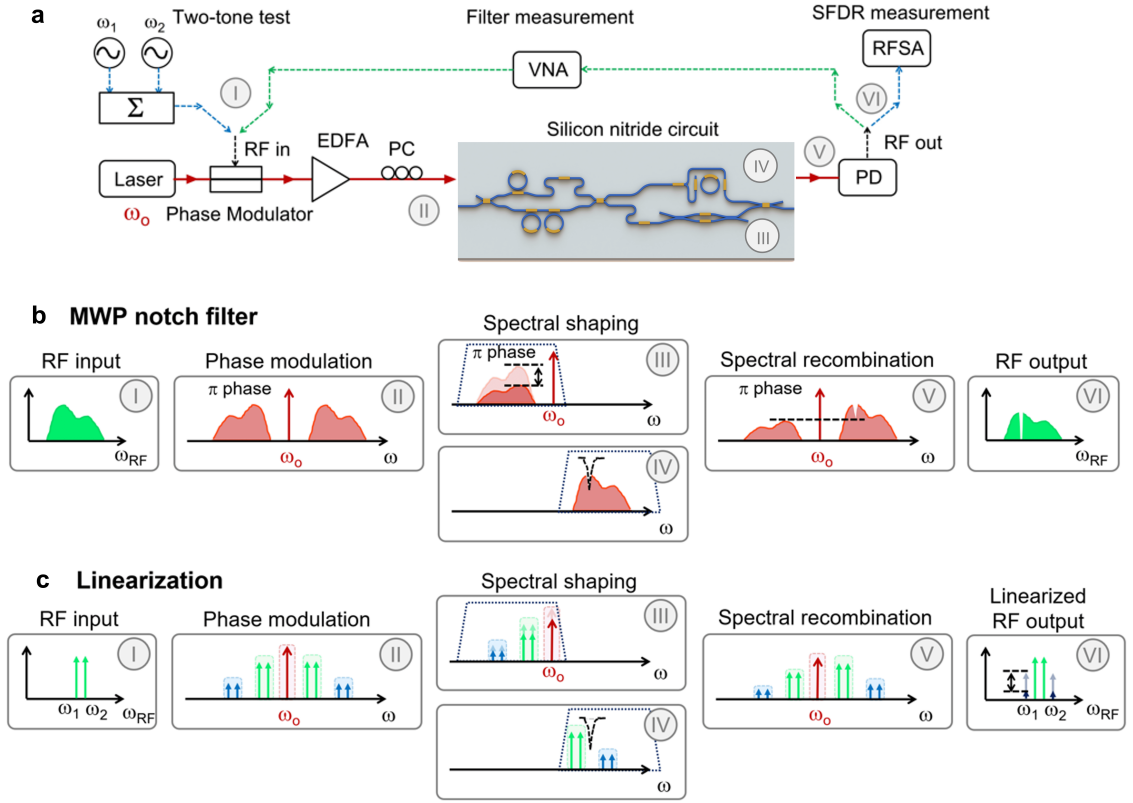 a
Two-tone test
Filter measurement
SFDR measurement
ω1 ω2
RFSA
VNA
I
VI
Σ
Silicon nitride circuit
RF in
EDFA
PC
V
RF out
IV
Laser
PD
II
ωo
Phase Modulator
III
b MWP notch filter
Spectral shaping
RF input
Phase modulation
π phase
III
Spectral recombination
RF output
I
π phase
II
ωo
ω
π phase
V
VI
ωRF
ωo
ω
IV
ω
ωo
ω
ωRF
c Linearization
Spectral shaping
Linearized
RF input
Phase modulation
III
Spectral recombination
RF output
I
II
ωo
ω
V
VI
ω1 ω2 ωRF
ωo
ω
IV
ω
ωo
ω
ω1 ω2 ωRF